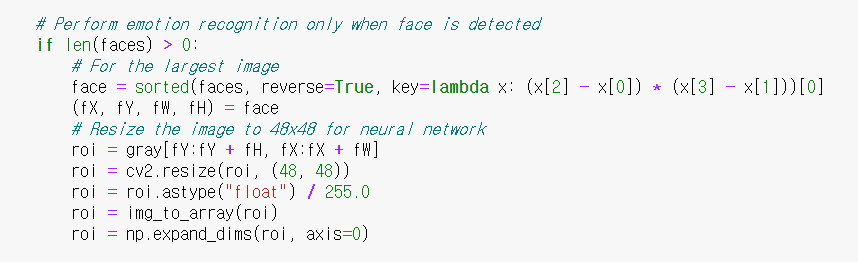 # Perform emotion recognition only when face is detected
if len(faces) > 0:
# For the largest image
face = sorted(faces, reverse=True, key=lambda x: (x[2] - x[0]) * (x[3] - x[1]))[0]
(fX, fY, fW, fH) = face
# Resize the image to 48x48 for neural network
roi = gray[fY:fY + fH, fX:fX + fW]
roi = cv2.resize(roi, (48, 48))
roi = roi.astype("float") / 255.0
roi = img_to_array(roi)
roi = np.expand_dims(roi, axis=0)